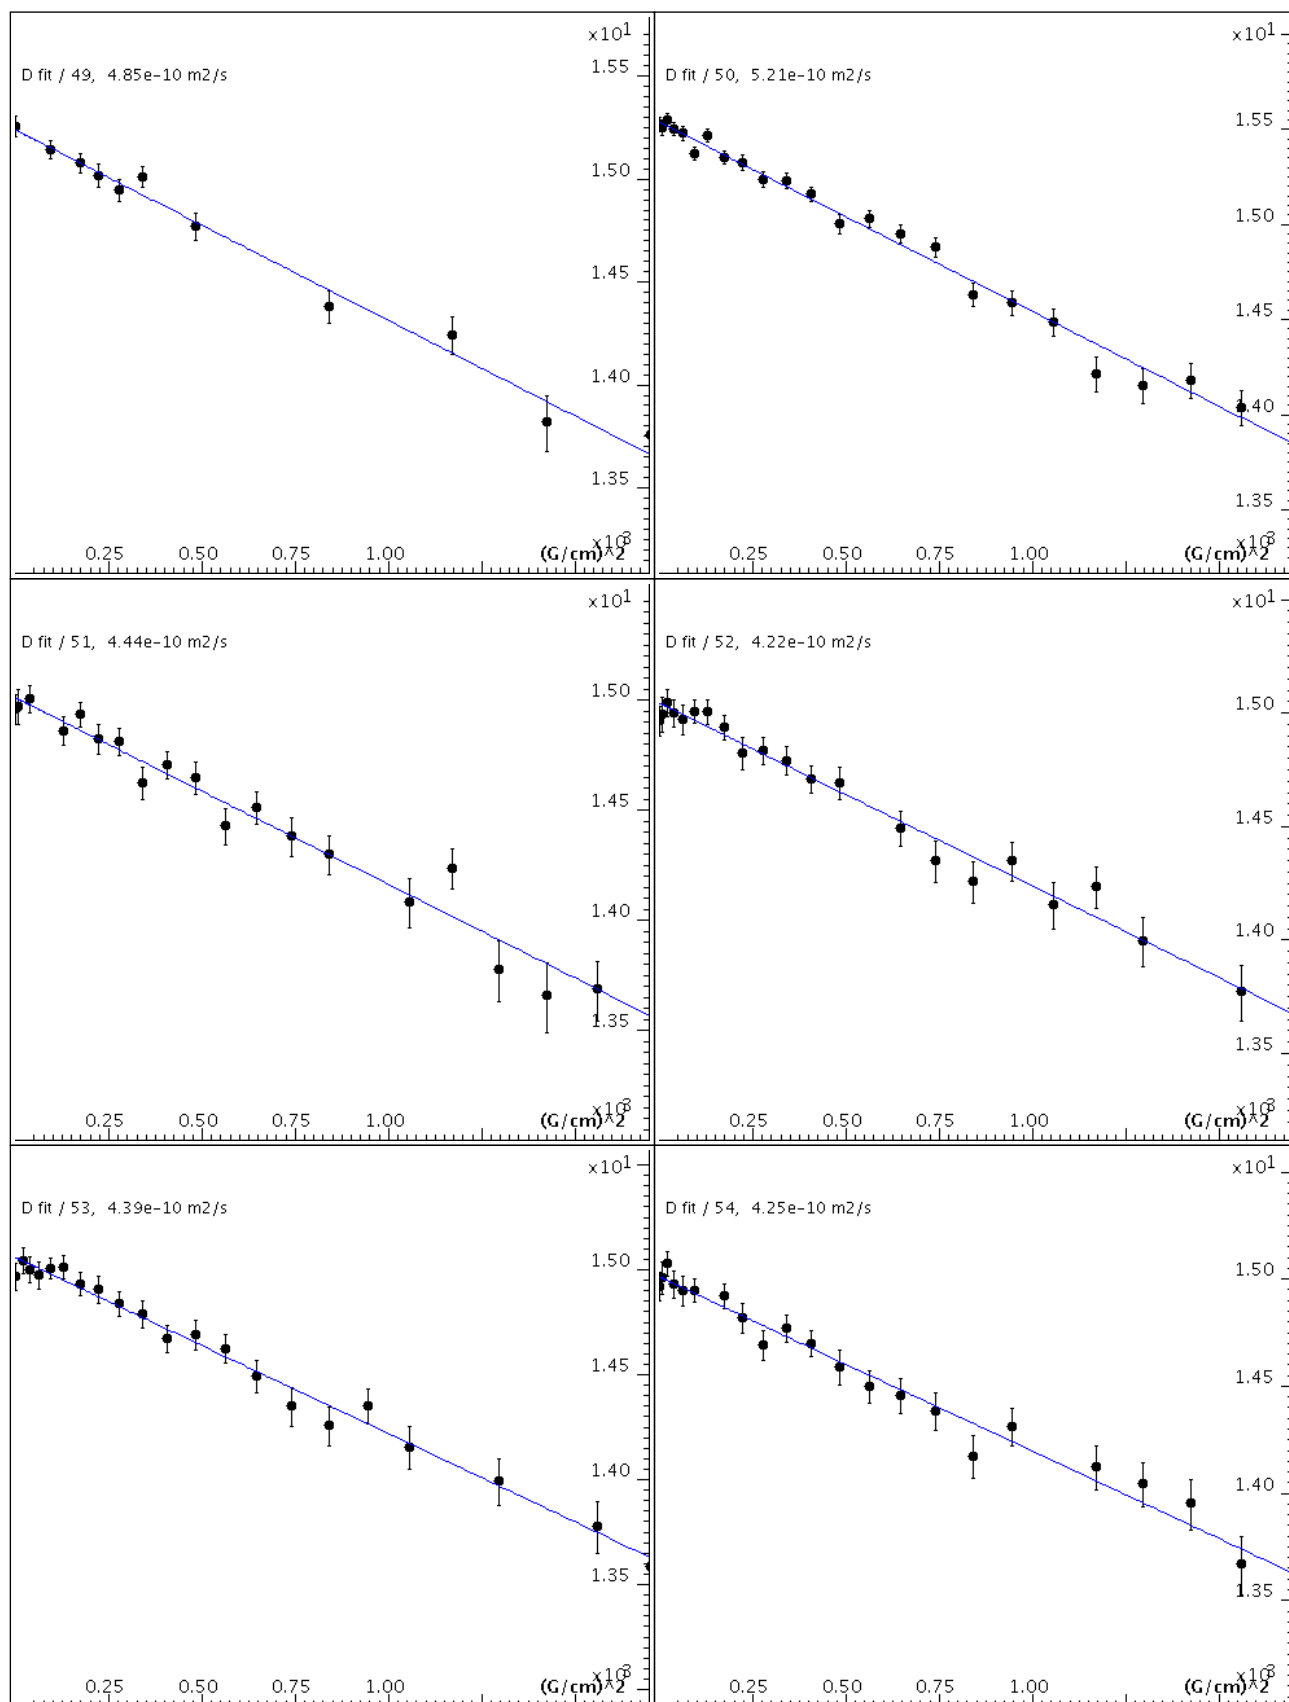 x10^1
D fit / 49, 4.85e-10 m2/s
1.55
1.50
1.45
1.40
1.35
x10^3
0.25 0.50 0.75 1.00 (G/cm)^2
x10^1
D fit / 50, 5.21e-10 m2/s
1.55
1.50
1.45
1.40
1.35
x10^3
0.25 0.50 0.75 1.00 (G/cm)^2
x10^1
D fit / 51, 4.44e-10 m2/s
1.50
1.45
1.40
1.35
x10^3
0.25 0.50 0.75 1.00 (G/cm)^2
x10^1
D fit / 52, 4.22e-10 m2/s
1.50
1.45
1.40
1.35
x10^3
0.25 0.50 0.75 1.00 (G/cm)^2
x10^1
D fit / 53, 4.39e-10 m2/s
1.50
1.45
1.40
1.35
x10^3
0.25 0.50 0.75 1.00 (G/cm)^2
x10^1
D fit / 54, 4.25e-10 m2/s
1.50
1.45
1.40
1.35
x10^3
0.25 0.50 0.75 1.00 (G/cm)^2